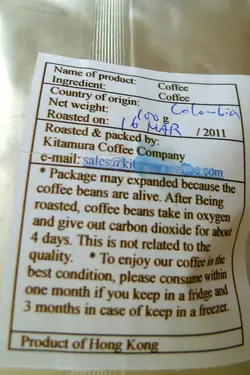 Name of product: Coffee
Ingredient: Coffee
Country of origin: Colombia
Net weight: 100 g
Roasted on: 16 MAR / 2011
Roasted & packed by:
Kitamura Coffee Company
e-mail: sales@
* Package may expanded because the
coffee beans are alive. After Being
roasted, coffee beans take in oxygen
and give out carbon dioxide for about
4 days. This is not related to the
quality. * To enjoy our coffee in the
best condition, please consume within
one month if you keep in a fridge and
3 months in case of keep in a freezer.
Product of Hong Kong